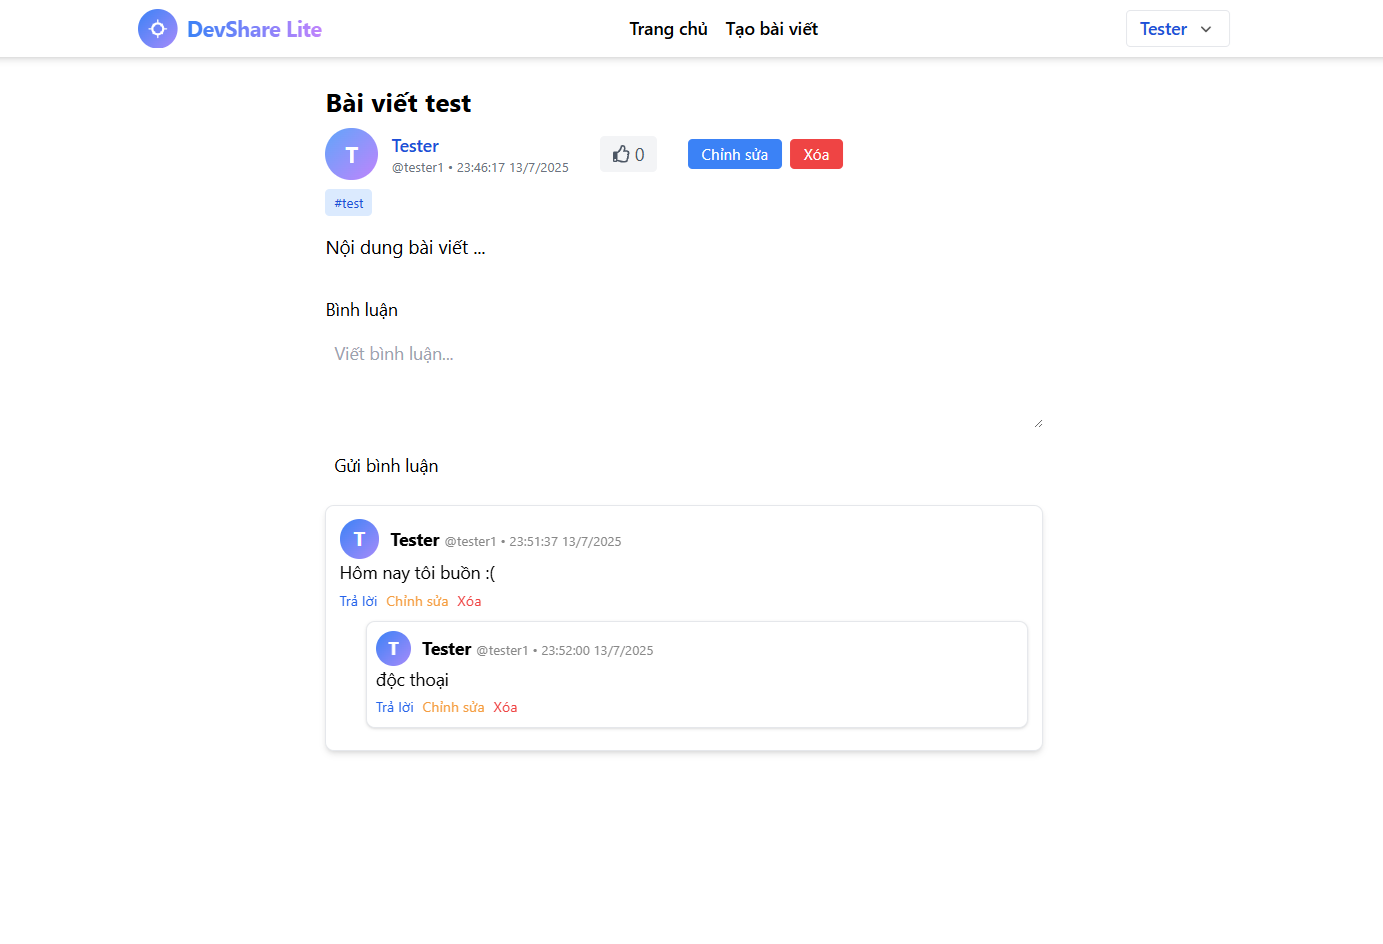 DevShare Lite
Trang chủ Tạo bài viết
Tester
Bài viết test
T
Tester
@tester1 • 23:46:17 13/7/2025
0
Chỉnh sửa
Xóa
#test
Nội dung bài viết ...
Bình luận
Viết bình luận...
Gửi bình luận
T
Tester @tester1 • 23:51:37 13/7/2025
Hôm nay tôi buồn :(
Trả lời Chỉnh sửa Xóa
T
Tester @tester1 • 23:52:00 13/7/2025
độc thoại
Trả lời Chỉnh sửa Xóa